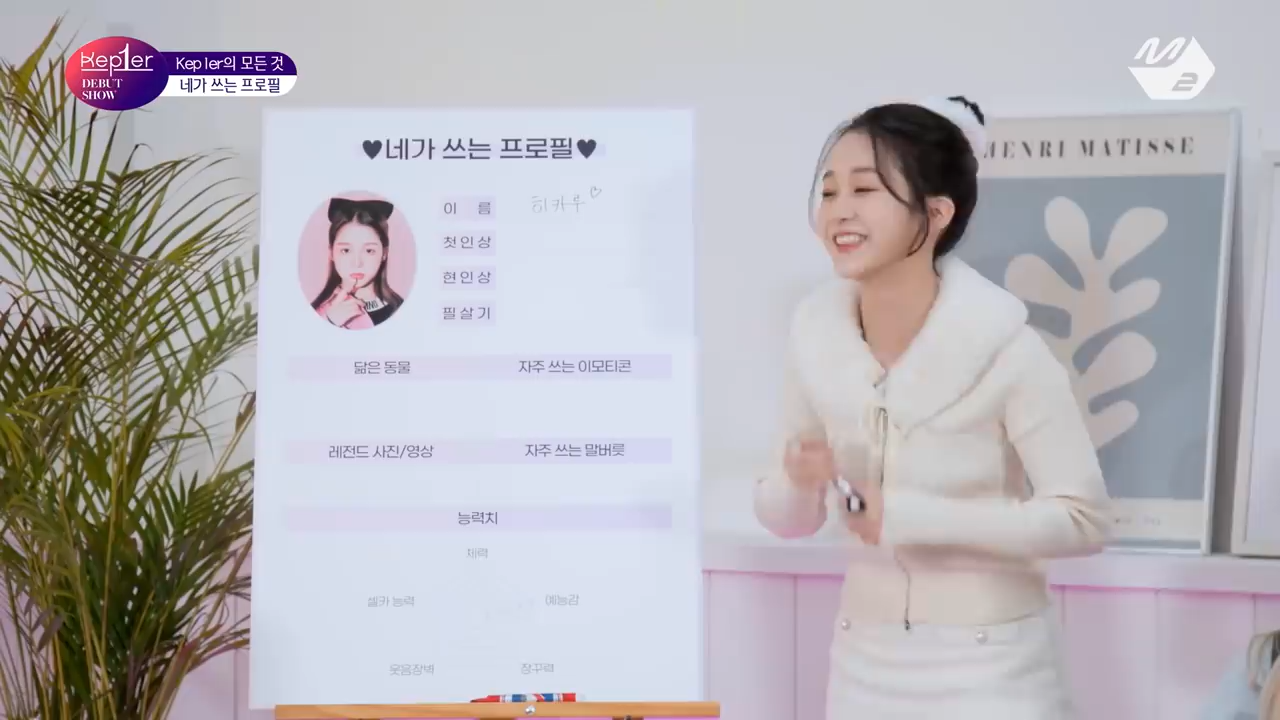 Kep1er
DEBUT
SHOW
Kep1er의 모든 것
네가 쓰는 프로필
M2
HENRI MATISSE
♥네가 쓰는 프로필♥
이 름 히카루♡
첫인상
현인상
필살기
닮은 동물 자주 쓰는 이모티콘
레전드 사진/영상 자주 쓰는 말버릇
능력치
체력
셀카 능력 예능감
웃음장벽 장꾸력